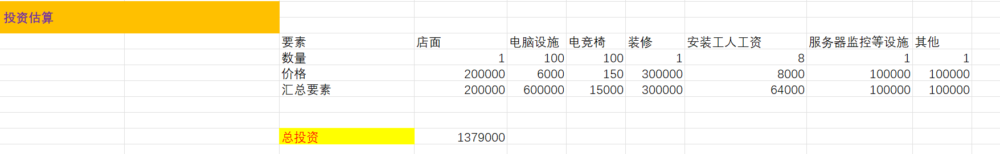 投资估算
要素 店面 电脑设施 电竞椅 装修 安装工人工资 服务器监控等设施 其他
数量 1 100 100 1 8 1 1
价格 200000 6000 150 300000 8000 100000 100000
汇总要素 200000 600000 15000 300000 64000 100000 100000
总投资 1379000